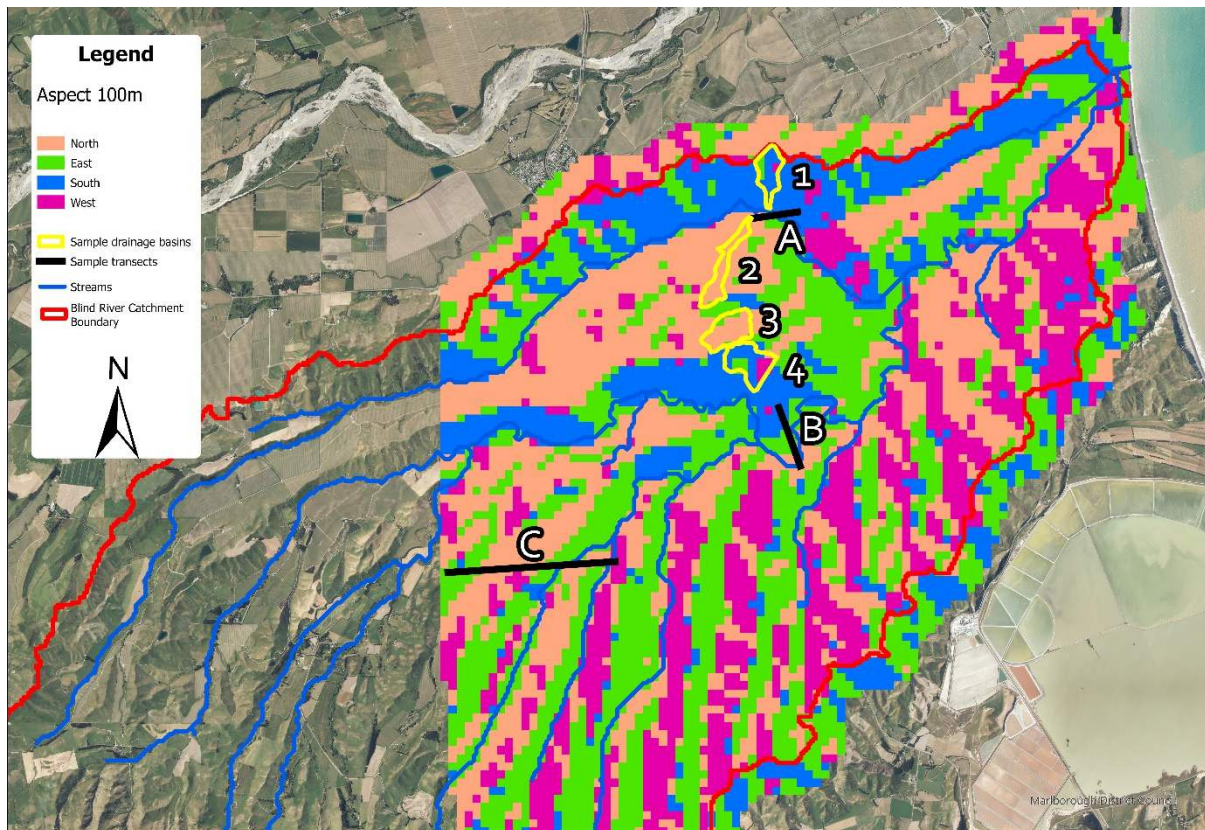 Legend
Aspect 100m
North
East
South
West
Sample drainage basins
Sample transects
Streams
Blind River Catchment
Boundary
N
1
A
2
3
4
B
C
Marlborough District Council